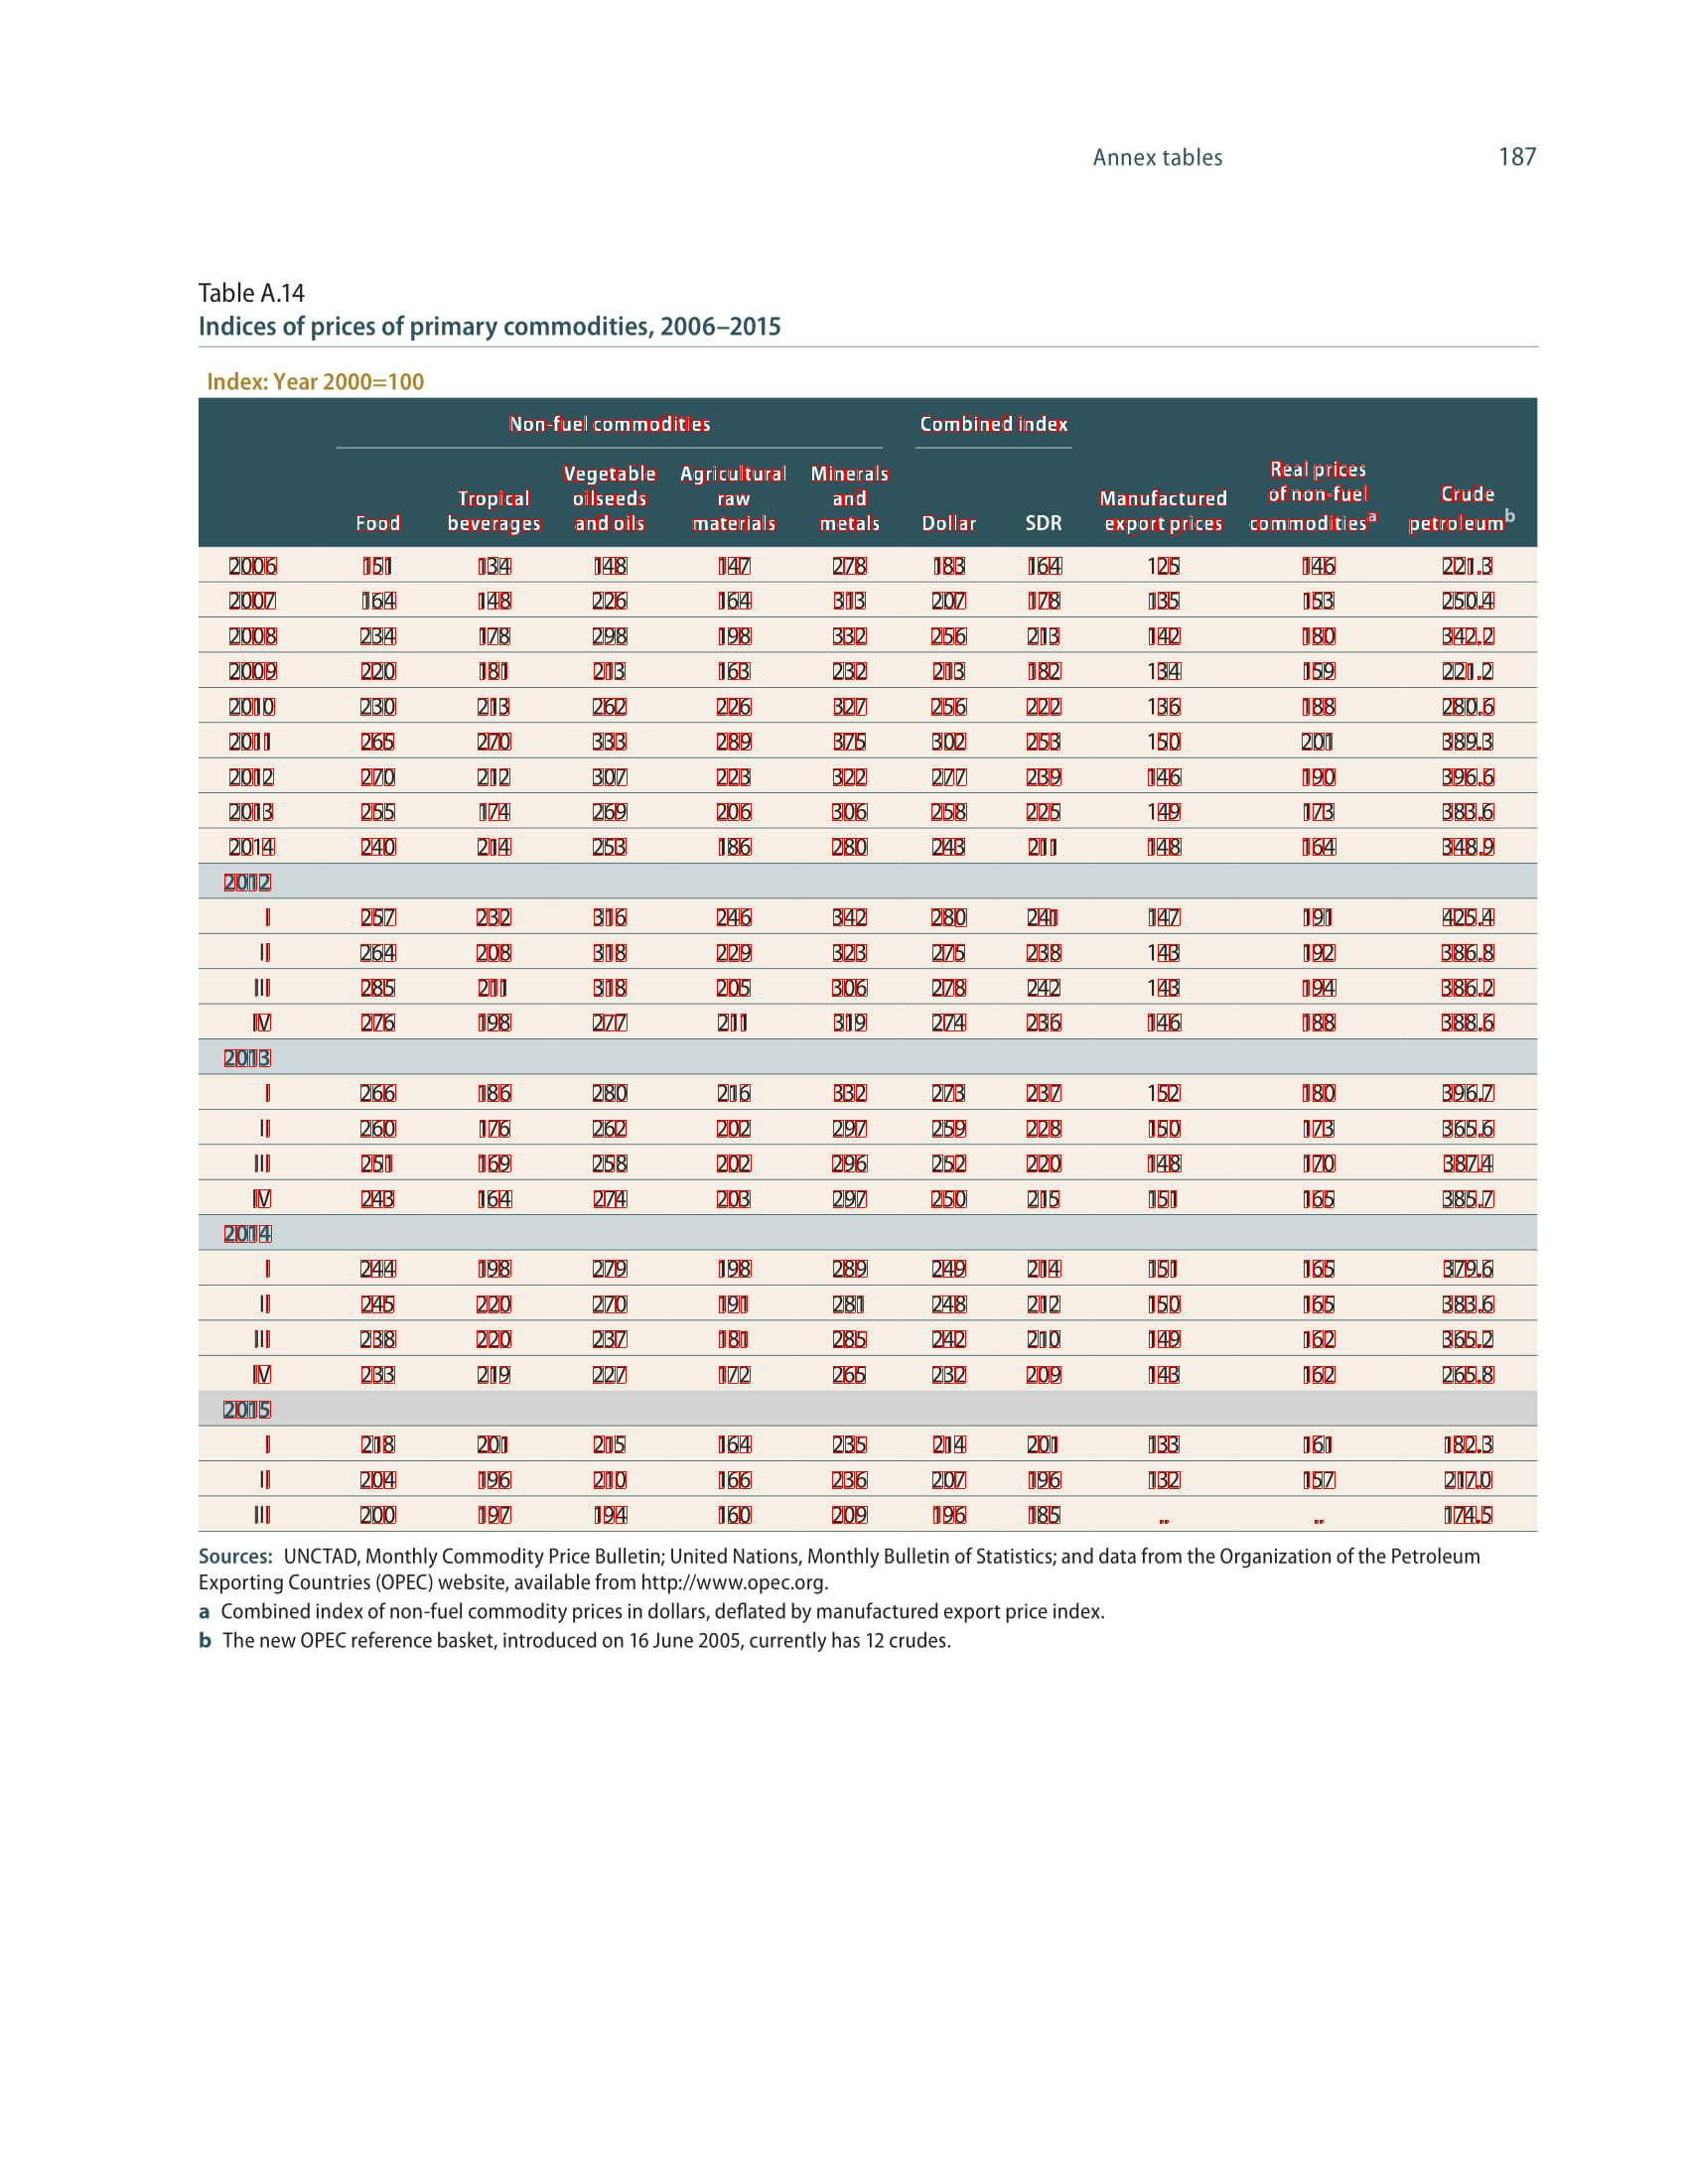 Annex tables 187
Table A.14
Indices of prices of primary commodities, 2006–2015
Index: Year 2000=100
Non-fuel commodities Combined index
Food Tropical beverages Vegetable oilseeds and oils Agricultural raw materials Minerals and metals Dollar SDR Manufactured export prices Real prices of non-fuel commodities a Crude petroleum b
2006 151 134 148 147 278 183 164 125 146 221.3
2007 164 148 226 164 313 207 178 135 153 250.4
2008 234 178 298 198 332 256 213 142 180 342.2
2009 220 181 213 163 232 213 182 134 159 221.2
2010 230 213 262 226 327 256 222 136 188 280.6
2011 265 270 333 289 375 302 253 150 201 389.3
2012 270 212 307 223 322 277 239 146 190 396.6
2013 255 174 269 206 306 258 225 149 173 383.6
2014 240 214 253 186 280 243 211 148 164 348.9
2012
I 257 232 316 246 342 280 241 147 191 425.4
II 264 208 318 229 323 275 238 143 192 386.8
III 285 211 318 205 306 278 242 143 194 386.2
IV 276 198 277 211 319 274 236 146 188 388.6
2013
I 266 186 280 216 332 273 237 152 180 396.7
II 260 176 262 202 297 259 228 150 173 365.6
III 251 169 258 202 296 252 220 148 170 387.4
IV 243 164 274 203 297 250 215 151 165 385.7
2014
I 244 198 279 198 289 249 214 151 165 379.6
II 245 220 270 191 281 248 212 150 165 383.6
III 238 220 237 181 285 242 210 149 162 365.2
IV 233 219 227 172 265 232 209 143 162 265.8
2015
I 218 201 215 164 235 214 201 133 161 182.3
II 204 196 210 166 236 207 196 132 157 217.0
III 200 197 194 160 209 196 185 .. .. 174.5
Sources: UNCTAD, Monthly Commodity Price Bulletin; United Nations, Monthly Bulletin of Statistics; and data from the Organization of the Petroleum
Exporting Countries (OPEC) website, available from http://www.opec.org.
a Combined index of non-fuel commodity prices in dollars, deflated by manufactured export price index.
b The new OPEC reference basket, introduced on 16 June 2005, currently has 12 crudes.